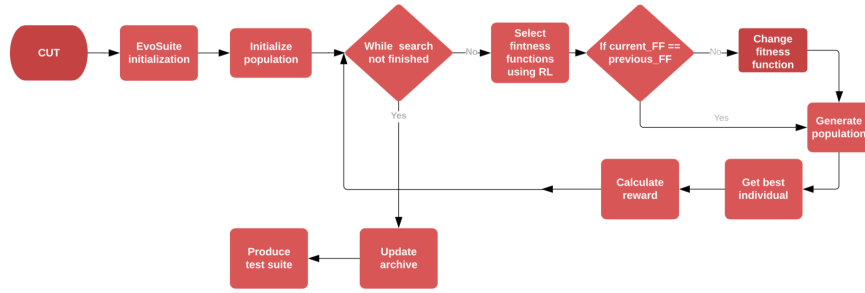 CUT
EvoSuite
initialization
Initialize
population
While search
not finished
No
Select
fintness
functions
using RL
If current_FF ==
previous_FF
No
Change
fitness
function
Yes
Yes
Generate
population
Calculate
reward
Get best
individual
Produce
test suite
Update
archive